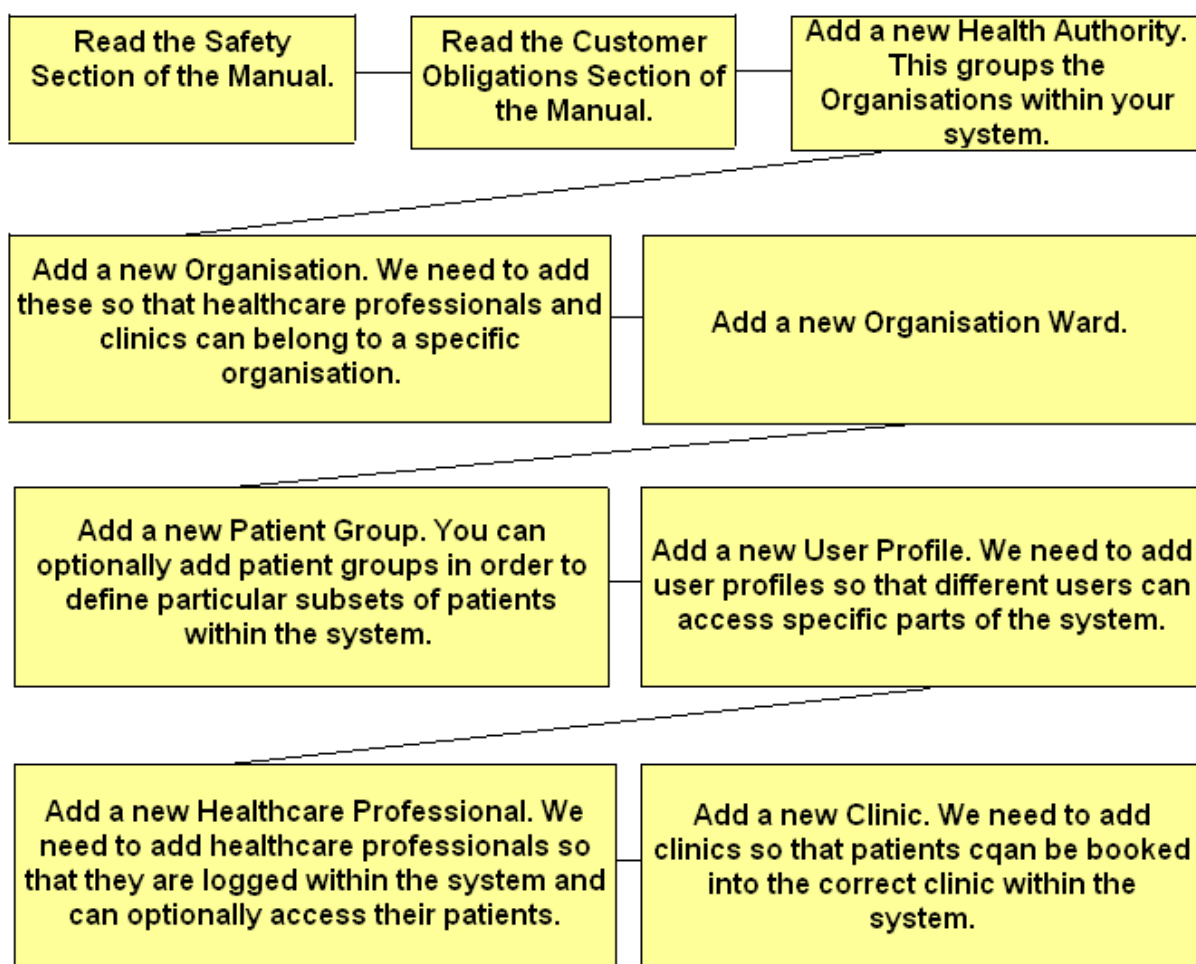 Read the Safety
Section of the Manual.
Read the Customer
Obligations Section of
the Manual.
Add a new Health Authority.
This groups the
Organisations within your
system.
Add a new Organisation. We need to add
these so that healthcare professionals and
clinics can belong to a specific
organisation.
Add a new Organisation Ward.
Add a new Patient Group. You can
optionally add patient groups in order to
define particular subsets of patients
within the system.
Add a new User Profile. We need to add
user profiles so that different users can
access specific parts of the system.
Add a new Healthcare Professional. We
need to add healthcare professionals so
that they are logged within the system and
can optionally access their patients.
Add a new Clinic. We need to add
clinics so that patients cqan be booked
into the correct clinic within the
system.